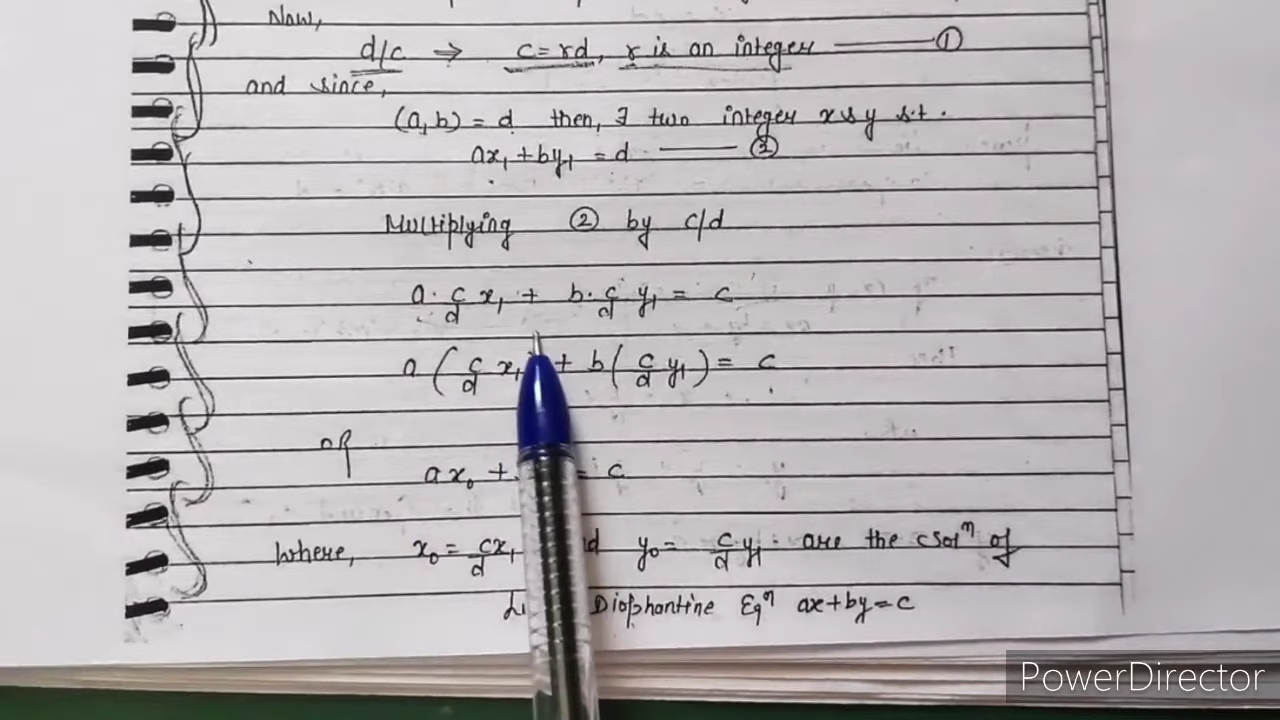 Now,
d/c ⇒ c = rd, r is an integer ——— ①
and since,
(a, b) = d then, ∃ two integer x & y s.t.
ax₁ + by₁ = d —— ②
Multiplying ② by c/d
a · c/d x₁ + b · c/d y₁ = c
a ( c/d x₁ + b ( c/d y₁ ) = c
or
ax₀ + = c
Where, x₀ = cx₁/d y₀ = c/d y₁ are the solⁿ of
Diophantine Eqⁿ ax + by = c
PowerDirector